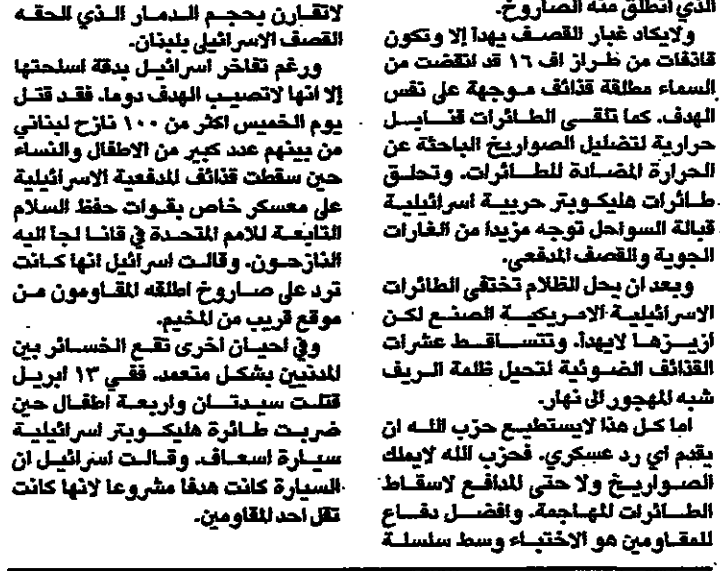 الذي انطلق منه الصاروخ.
ولايكاد غبار القصف يهدأ إلا وتكون
قاذفات من طراز اف ١٦ قد انقضت من
السماء مطلقة قذائف موجهة على نفس
الهدف. كما تلقي الطائرات قنابل
حرارية لتضليل الصواريخ الباحثة عن
الحرارة المضادة للطائرات. وتحلق
طائرات هليكوبتر حربية اسرائيلية
قبالة السواحل توجه مزيدا من الغارات
الجوية والقصف المدفعي.
وبعد ان يحل الظلام تختفي الطائرات
الاسرائيلية الامريكية الصنع لكن
ازيزها لايهدأ. وتتساقط عشرات
القذائف الضوئية لتحيل ظلمة الريف
شبه المهجور الى نهار.
اما كل هذا لايستطيع حزب الله ان
يقدم اي رد عسكري. فحزب الله لايملك
الصواريخ ولا حتى المدافع لاسقاط
الطائرات المهاجمة. وافضل دفاع
للمقاومين هو الاختباء وسط سلسلة
لاتقارن بحجم الدمار الذي الحقه
القصف الاسرائيلي بلبنان.
ورغم تفاخر اسرائيل بدقة اسلحتها
إلا انها لاتصيب الهدف دوما. فقد قتل
يوم الخميس اكثر من ١٠٠ نازح لبناني
من بينهم عدد كبير من الاطفال والنساء
حين سقطت قذائف المدفعية الاسرائيلية
على معسكر خاص بقوات حفظ السلام
التابعة للامم المتحدة في قانا لجأ اليه
النازحون. وقالت اسرائيل انها كانت
ترد على صاروخ اطلقه المقاومون من
موقع قريب من المخيم.
وفي احيان اخرى تقع الخسائر بين
المدنيين بشكل متعمد. ففي ١٣ ابريل
قتلت سيدتان واربعة اطفال حين
ضربت طائرة هليكوبتر اسرائيلية
سيارة اسعاف. وقالت اسرائيل ان
السيارة كانت هدفا مشروعا لانها كانت
تقل احد المقاومين.